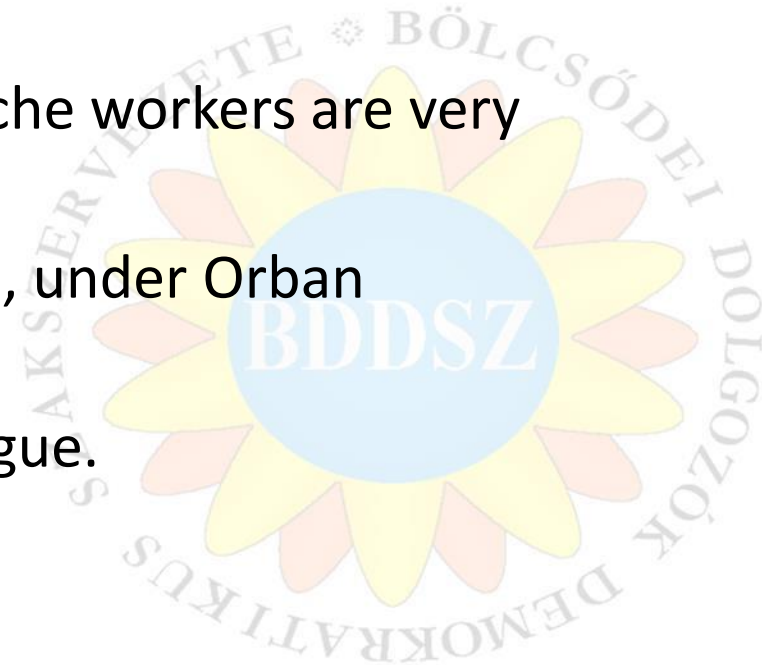 che workers are very
, under Orban
gue.
BÖLCSŐDEI DOLGOZÓK DEMOKRATIKUS SZAKSZERVEZETE
BDDSZ